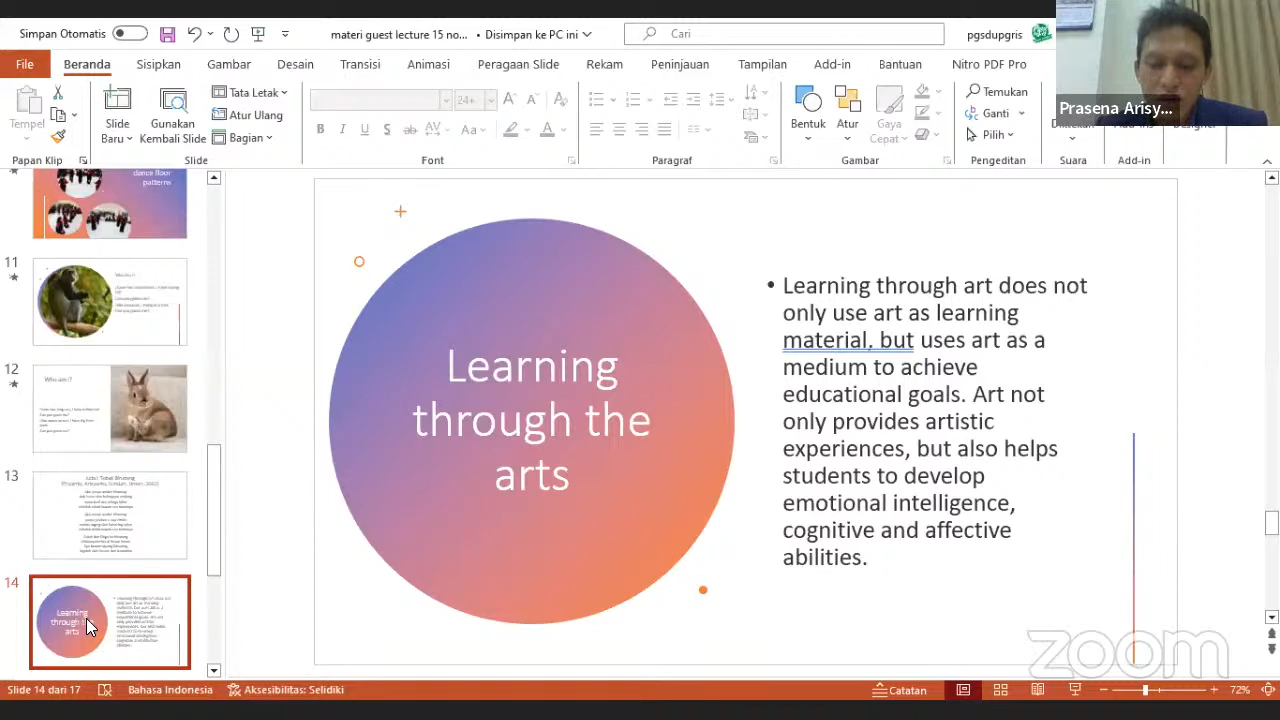 Simpan Otomatis
materi guest lecture 15 no... • Disimpan ke PC ini
Cari
pgsdupgris
File Beranda Sisipkan Gambar Desain Transisi Animasi Peragaan Slide Rekam Peninjauan Tampilan Add-in Bantuan Nitro PDF Pro
Prasena Arisy...
Tempel
Slide Baru
Gunakan Kembali Slide
Tata Letak
Atur Ulang
Bagian
24+
Bentuk
Atur
Gaya Cepat
Temukan
Ganti
Pilih
Papan Klip Slide Font Paragraf Gambar Pengeditan Suara Add-in
dance floor
patterns
11
12
Who am I?
13
14
Learning
through the
arts
Learning
through the
arts
• Learning through art does not
only use art as learning
material, but uses art as a
medium to achieve
educational goals. Art not
only provides artistic
experiences, but also helps
students to develop
emotional intelligence,
cognitive and affective
abilities.
zoom
Slide 14 dari 17 Bahasa Indonesia Aksesibilitas: Selidiki Catatan 72%